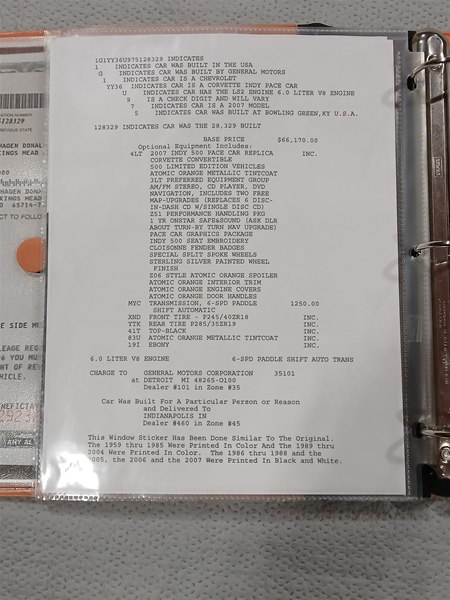 1G1YY36U975128329 INDICATES
1 INDICATES CAR WAS BUILT IN THE USA
G INDICATES CAR WAS BUILT BY GENERAL MOTORS
1 INDICATES CAR IS A CHEVROLET
YY36 INDICATES CAR IS A CORVETTE INDY PACE CAR
U INDICATES CAR HAS THE LS2 ENGINE 6.0 LITER V8 ENGINE
9 IS A CHECK DIGIT AND WILL VARY
7 INDICATES CAR IS A 2007 MODEL
5 INDICATES CAR WAS BUILT AT BOWLING GREEN,KY U.S.A.
128329 INDICATES CAR WAS THE 28,329 BUILT
BASE PRICE $66,170.00
Optional Equipment Includes:
4LT 2007 INDY 500 PACE CAR REPLICA INC.
CORVETTE CONVERTIBLE
500 LIMITED EDITION VEHICLES
ATOMIC ORANGE METALLIC TINTCOAT
3LT PREFERRED EQUIPMENT GROUP
AM/FM STEREO, CD PLAYER, DVD
NAVIGATION, INCLUDES TWO FREE
MAP-UPGRADES (REPLACES 6 DISC-
IN-DASH CD W/SINGLE DISC CD)
Z51 PERFORMANCE HANDLING PKG
1 YR ONSTAR SAFE&SOUND (ASK DLR
ABOUT TURN-BY TURN NAV UPGRADE)
PACE CAR GRAPHICS PACKAGE
INDY 500 SEAT EMBROIDERY
CLOISONNE FENDER BADGES
SPECIAL SPLIT SPOKE WHEELS
STERLING SILVER PAINTED WHEEL
FINISH
Z06 STYLE ATOMIC ORANGE SPOILER
ATOMIC ORANGE INTERIOR TRIM
ATOMIC ORANGE ENGINE COVERS
ATOMIC ORANGE DOOR HANDLES
MYC TRANSMISSION, 6-SPD PADDLE 1250.00
SHIFT AUTOMATIC
XND FRONT TIRE - P245/40ZR18 INC.
YTK REAR TIRE P285/35ZR19 INC.
41T TOP-BLACK INC.
83U ATOMIC ORANGE METALLIC TINTCOAT INC.
19I EBONY INC.
6.0 LITER V8 ENGINE 6-SPD PADDLE SHIFT AUTO TRANS
CHARGE TO GENERAL MOTORS CORPORATION 35101
at DETROIT MI 48265-0100
Dealer #101 in Zone #35
Car Was Built For A Particular Person or Reason
and Delivered To
INDIANAPOLIS IN
Dealer #460 in Zone #45
This Window Sticker Has Been Done Similar To The Original.
The 1959 thru 1985 Were Printed In Color And The 1989 thru
2004 Were Printed In Color. The 1986 thru 1988 and the
2005, the 2006 and the 2007 Were Printed In Black and White.